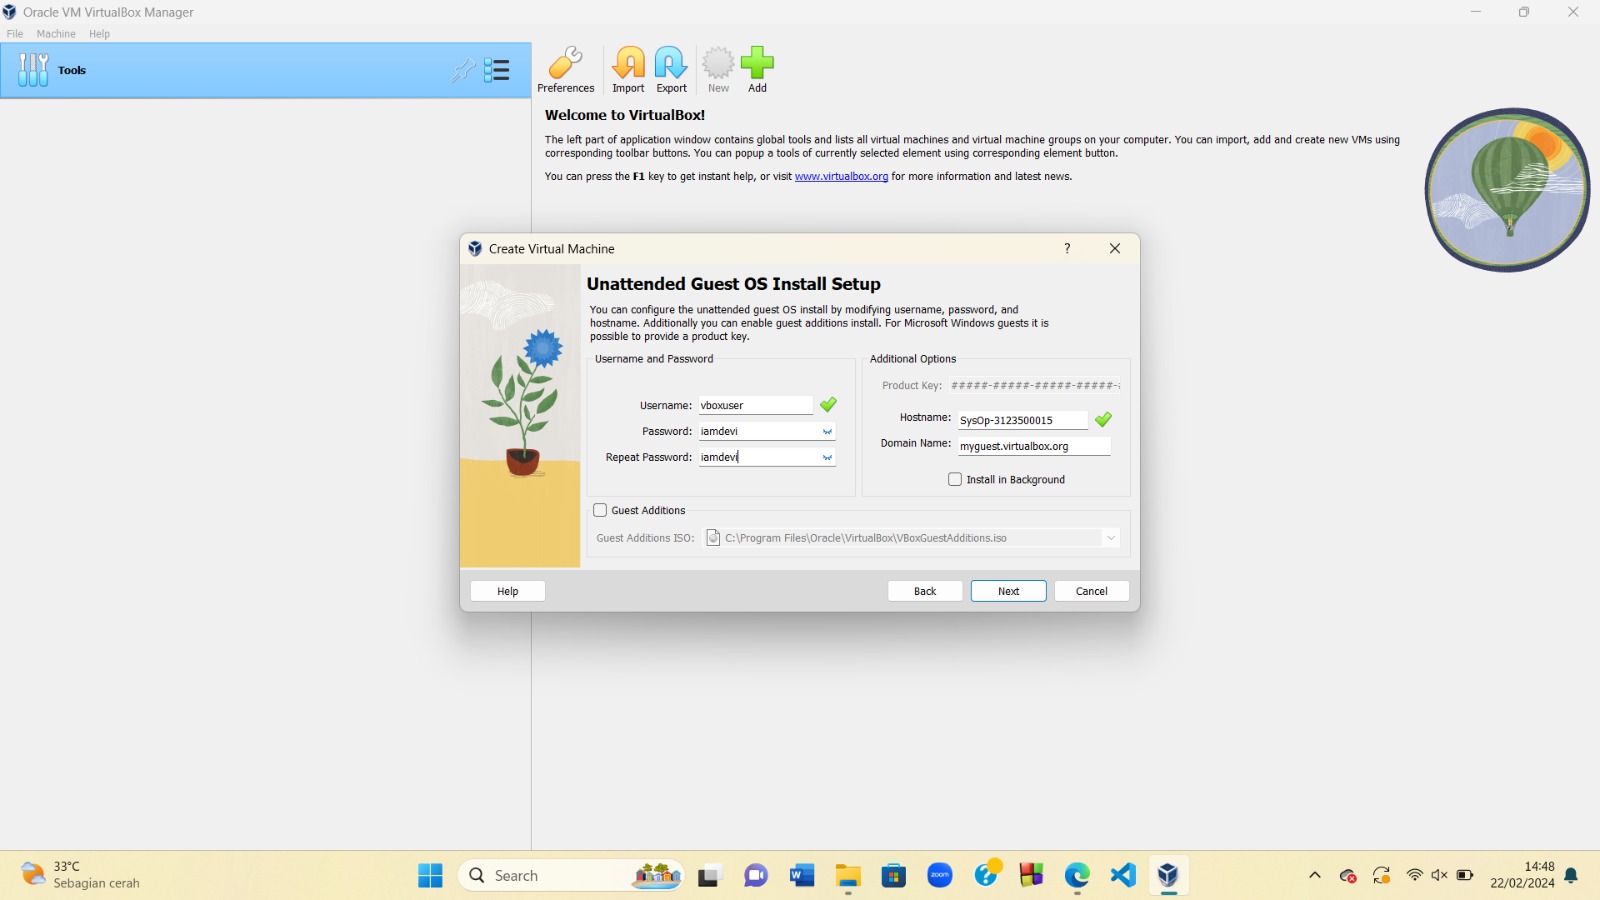 Oracle VM VirtualBox Manager
File Machine Help
Tools
Preferences Import Export New Add
Welcome to VirtualBox!
The left part of application window contains global tools and lists all virtual machines and virtual machine groups on your computer. You can import, add and create new VMs using
corresponding toolbar buttons. You can popup a tools of currently selected element using corresponding element button.
You can press the F1 key to get instant help, or visit www.virtualbox.org for more information and latest news.
Create Virtual Machine
?
Unattended Guest OS Install Setup
You can configure the unattended guest OS install by modifying username, password, and
hostname. Additionally you can enable guest additions install. For Microsoft Windows guests it is
possible to provide a product key.
Username and Password
Username: vboxuser
Password: iamdevi
Repeat Password: iamdevi
Additional Options
Product Key: #####-#####-#####-#####-
Hostname: SysOp-3123500015
Domain Name: myguest.virtualbox.org
Install in Background
Guest Additions
Guest Additions ISO: C:\Program Files\Oracle\VirtualBox\VBoxGuestAdditions.iso
Help Back Next Cancel
33°C
Sebagian cerah
Search
zoom
14:48
22/02/2024